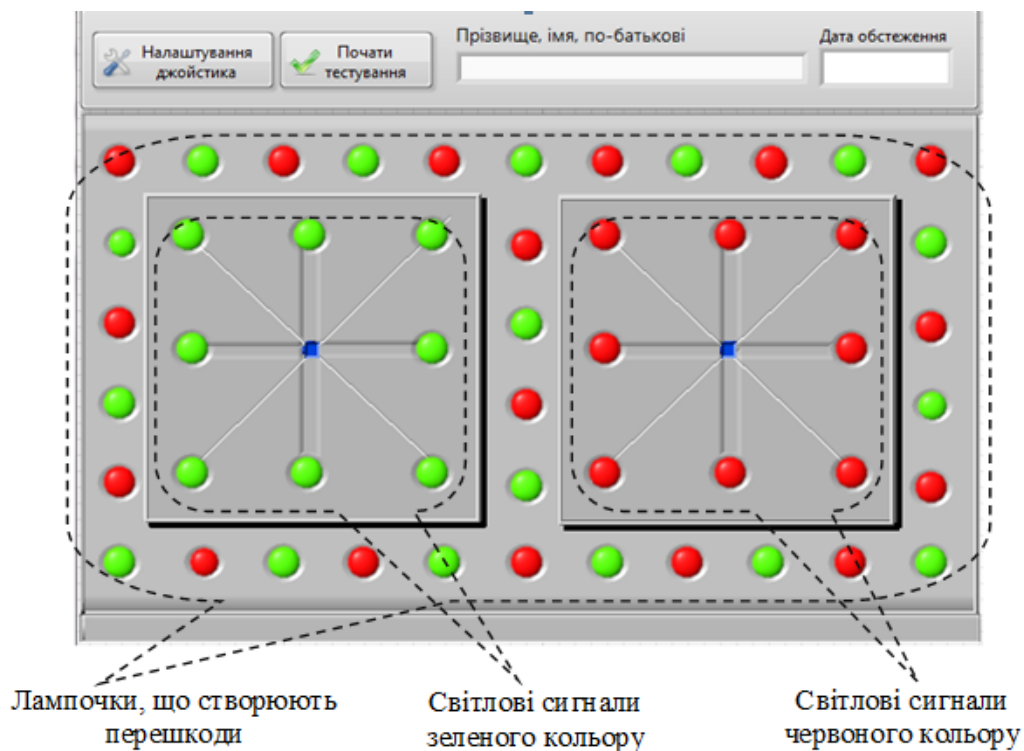 Налаштування
джойстика
Почати
тестування
Прізвище, імя, по-батькові
Дата обстеження
Лампочки, що створюють
перешкоди
Світлові сигнали
зеленого кольору
Світлові сигнали
червоного кольору